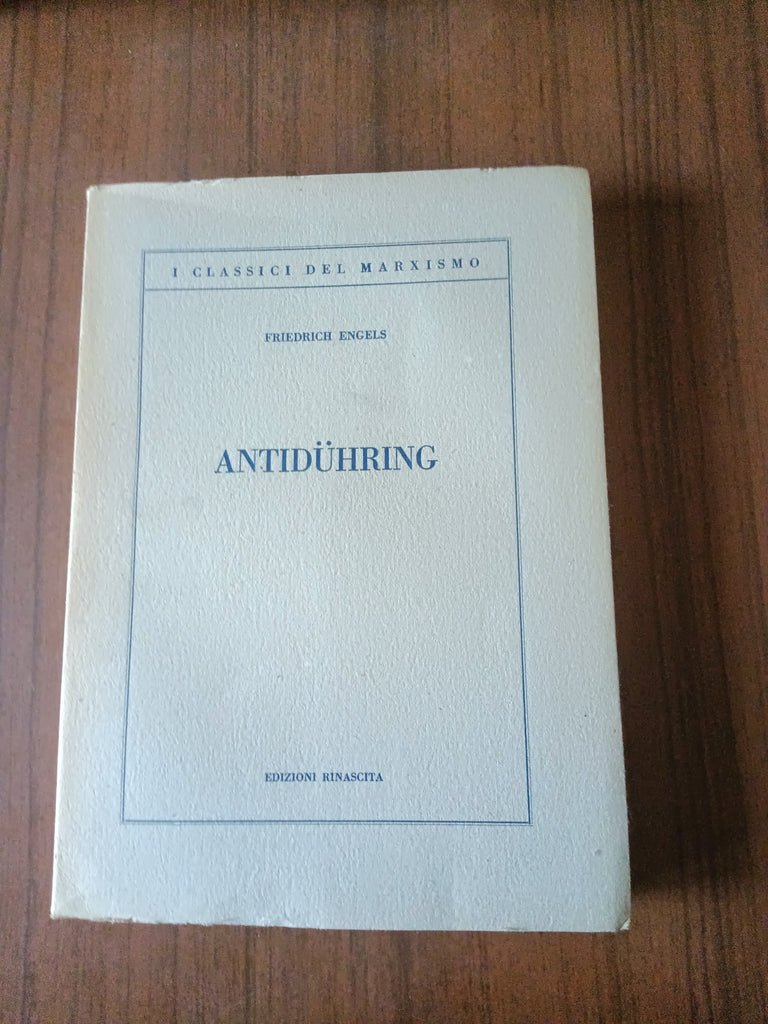 I CLASSICI DEL MARXISMO
FRIEDRICH ENGELS
ANTIDÜHRING
EDIZIONI RINASCITA